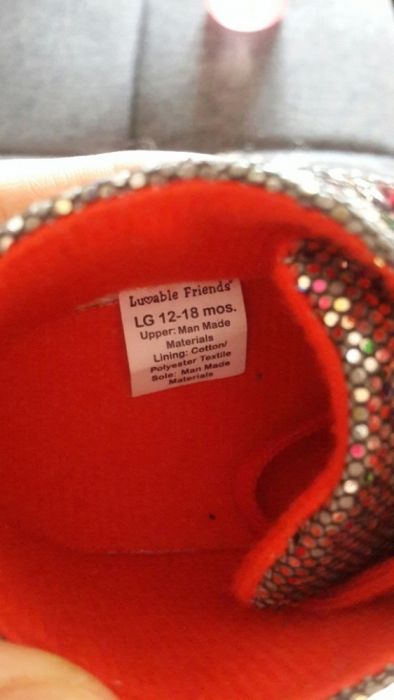 Luvable Friends®
LG 12-18 mos.
Upper: Man Made
Materials
Lining: Cotton/
Polyester Textile
Sole: Man Made
Materials